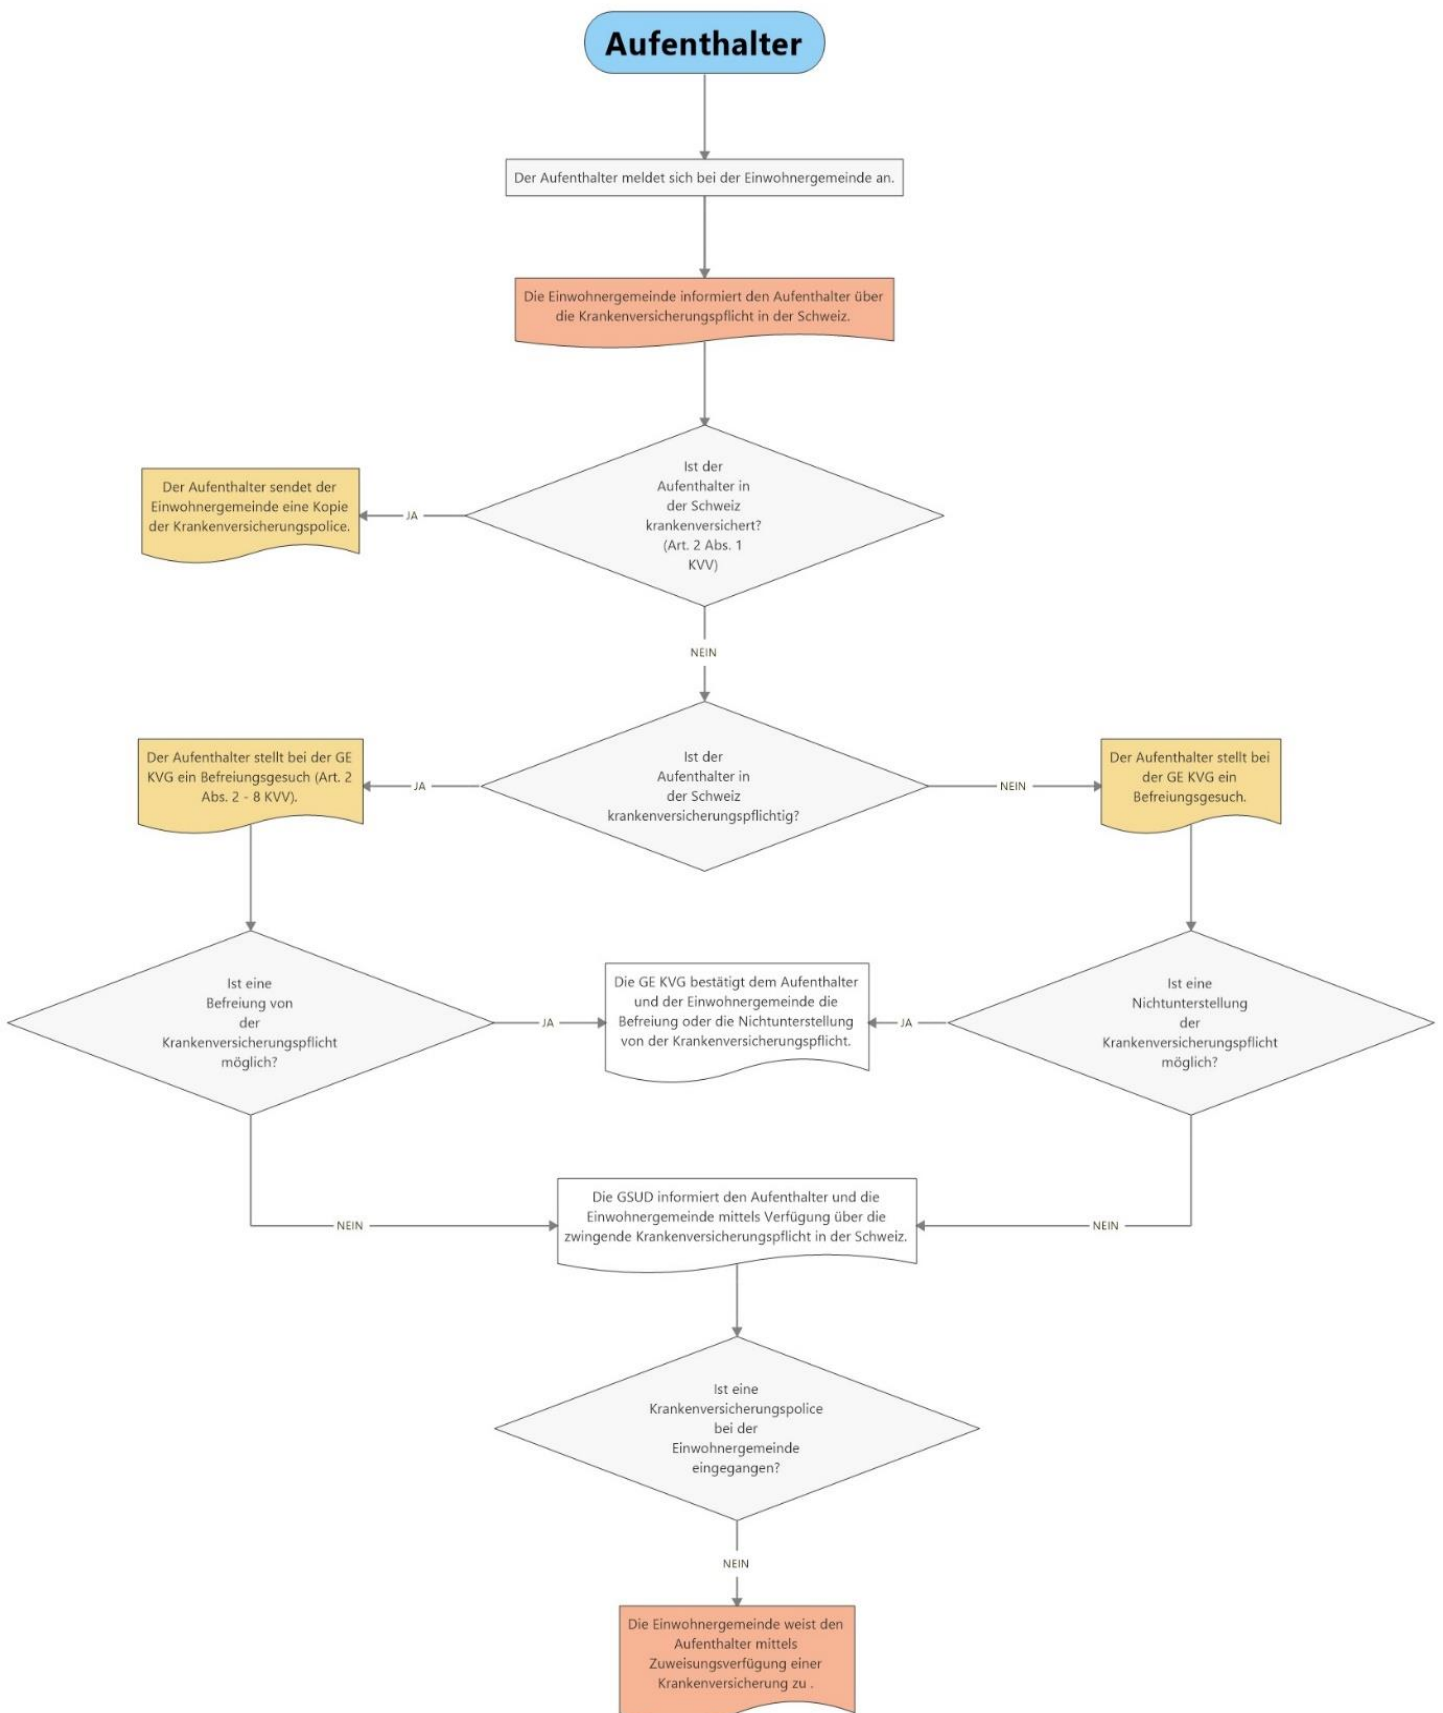 Aufenthalter
Der Aufenthalter meldet sich bei der Einwohnergemeinde an.
Die Einwohnergemeinde informiert den Aufenthalter über
die Krankenversicherungspflicht in der Schweiz.
Ist der
Aufenthalter in
der Schweiz
krankenversichert?
(Art. 2 Abs. 1
KVV)
JA
Der Aufenthalter sendet der
Einwohnergemeinde eine Kopie
der Krankenversicherungspolice.
NEIN
Ist der
Aufenthalter in
der Schweiz
krankenversicherungspflichtig?
JA
Der Aufenthalter stellt bei der GE
KVG ein Befreiungsgesuch (Art. 2
Abs. 2 - 8 KVV).
NEIN
Der Aufenthalter stellt bei
der GE KVG ein
Befreiungsgesuch.
Ist eine
Befreiung von
der
Krankenversicherungspflicht
möglich?
JA
Die GE KVG bestätigt dem Aufenthalter
und der Einwohnergemeinde die
Befreiung oder die Nichtunterstellung
von der Krankenversicherungspflicht.
JA
Ist eine
Nichtunterstellung
der
Krankenversicherungspflicht
möglich?
NEIN
Die GSUD informiert den Aufenthalter und die
Einwohnergemeinde mittels Verfügung über die
zwingende Krankenversicherungspflicht in der Schweiz.
NEIN
Ist eine
Krankenversicherungspolice
bei der
Einwohnergemeinde
eingegangen?
NEIN
Die Einwohnergemeinde weist den
Aufenthalter mittels
Zuweisungsverfügung einer
Krankenversicherung zu .